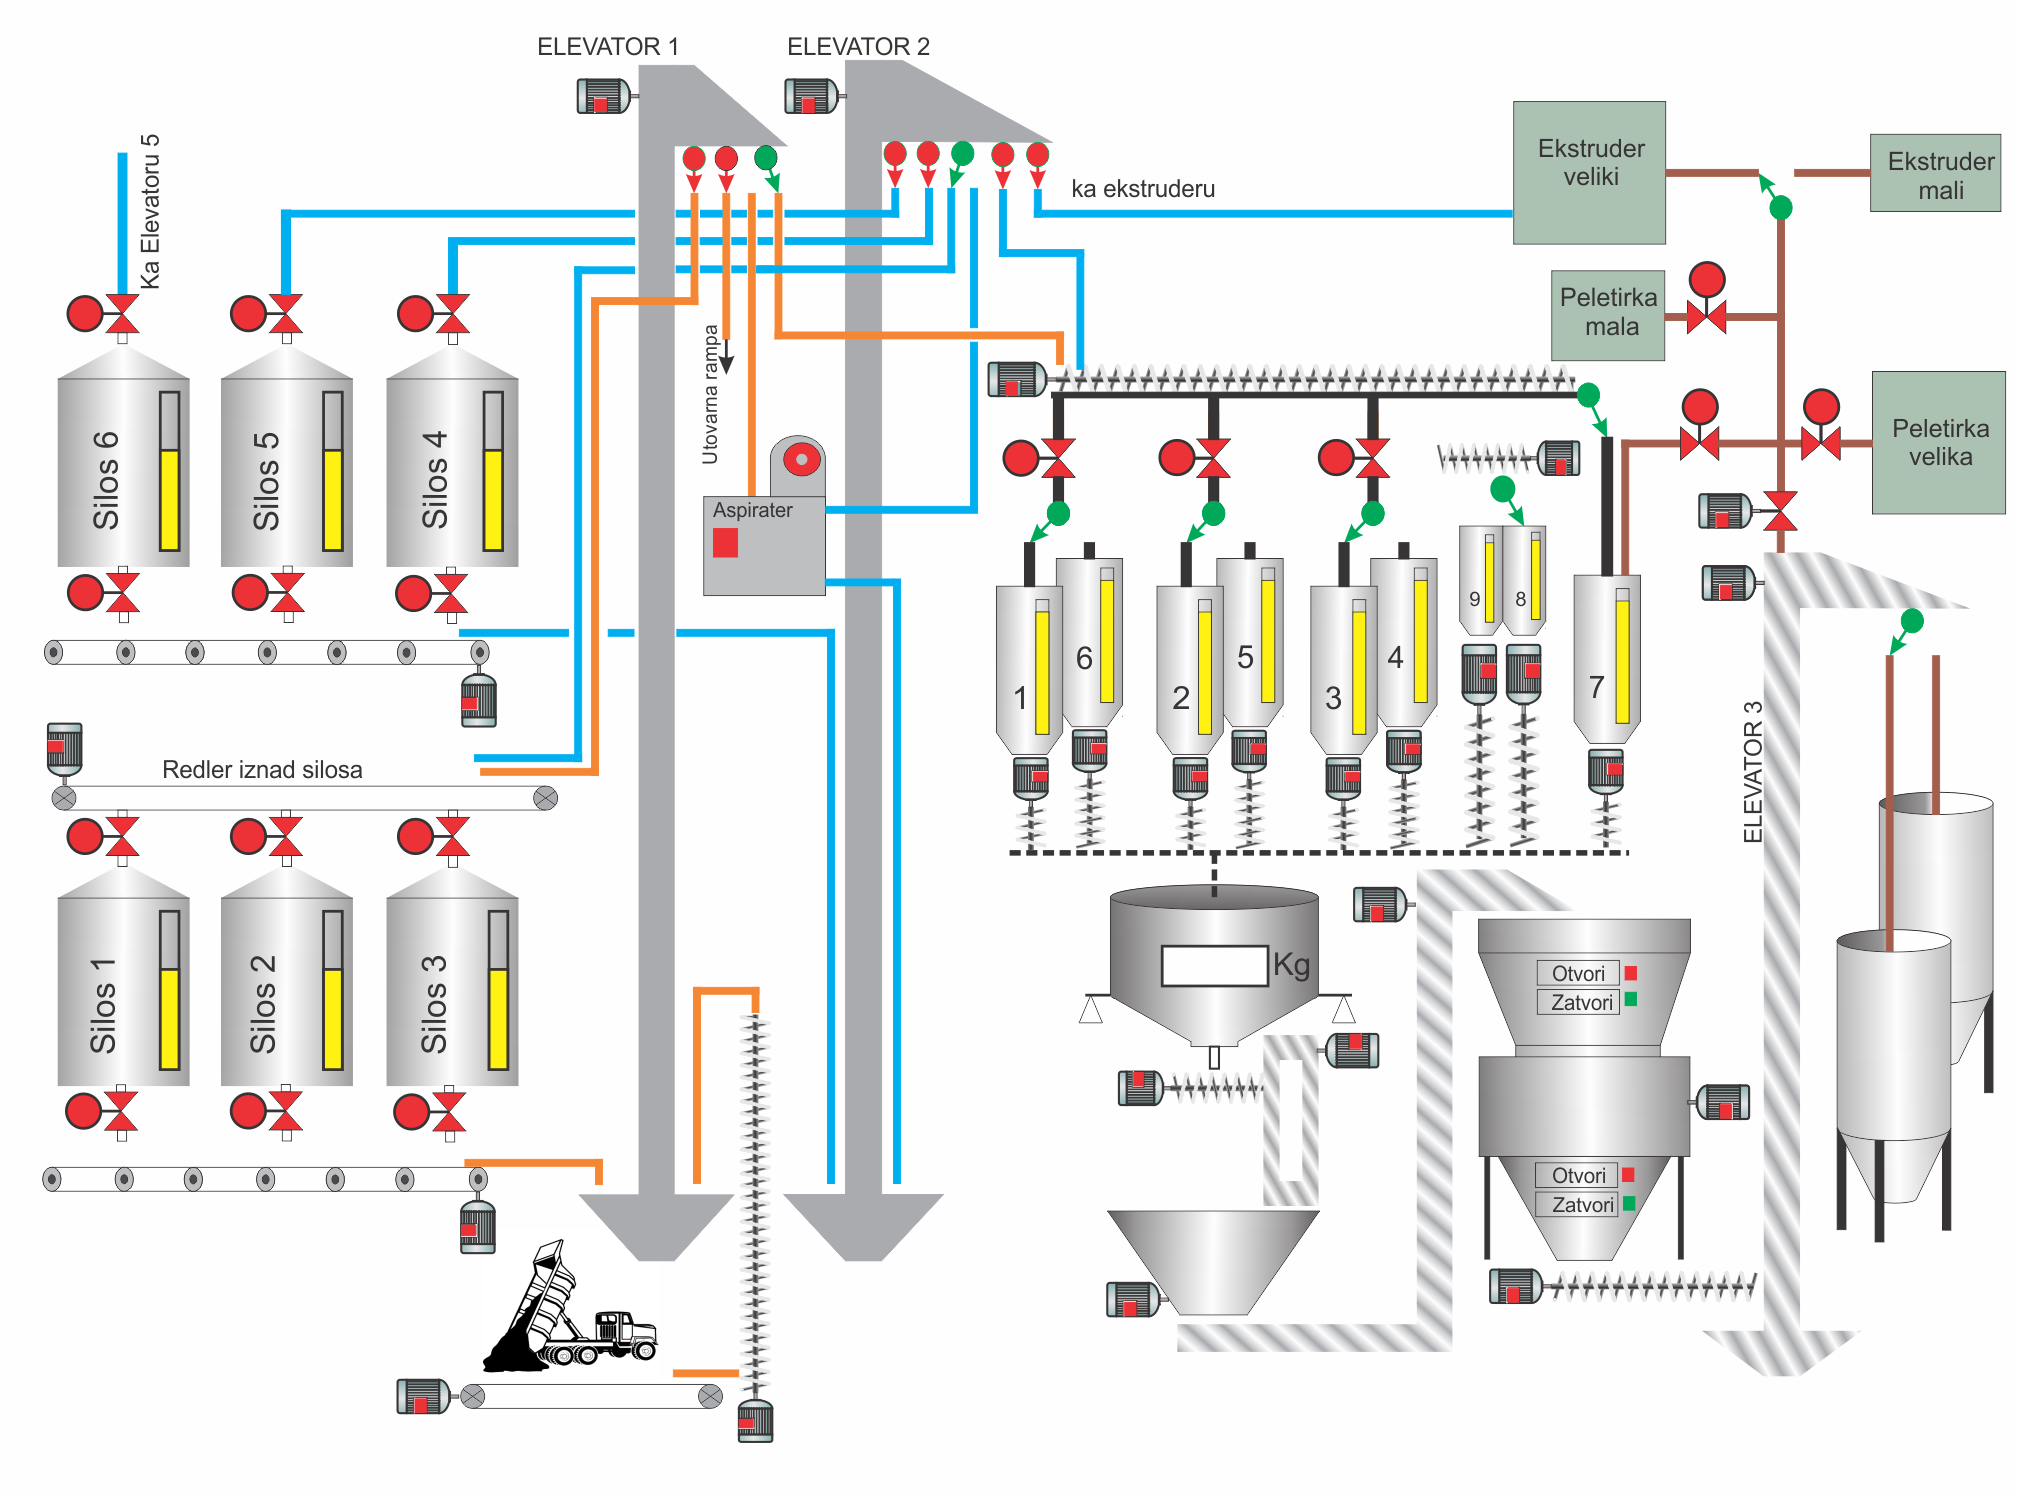 ELEVATOR 1
ELEVATOR 2
Ka Elevatoru 5
ka ekstruderu
Ekstruder
veliki
Ekstruder
mali
Peletirka
mala
Peletirka
velika
Utovarna rampa
Aspirater
Silos 6
Silos 5
Silos 4
9
8
6
5
4
1
2
3
7
ELEVATOR 3
Redler iznad silosa
Silos 1
Silos 2
Silos 3
Kg
Otvori
Zatvori
Otvori
Zatvori